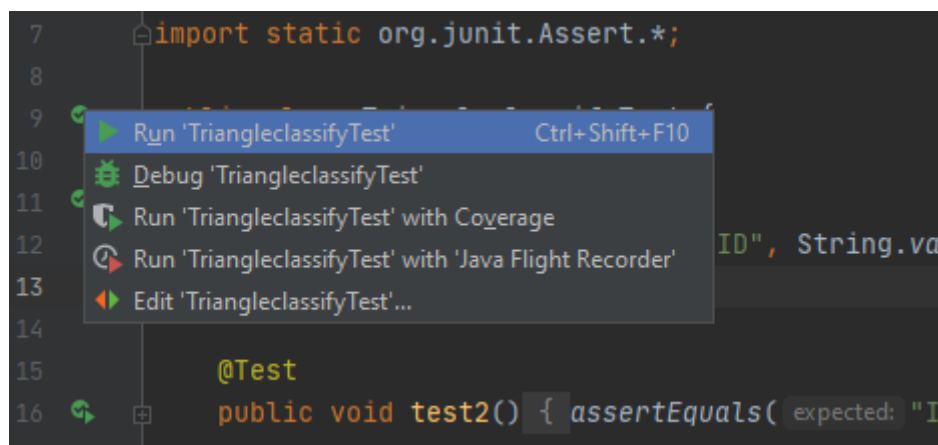 7 import static org.junit.Assert.*;
8
9
Run 'TriangleclassifyTest' Ctrl+Shift+F10
10
Debug 'TriangleclassifyTest'
11
Run 'TriangleclassifyTest' with Coverage
12 ID", String.va
Run 'TriangleclassifyTest' with 'Java Flight Recorder'
13
Edit 'TriangleclassifyTest'...
14
15 @Test
16 public void test2() { assertEquals( expected: "I